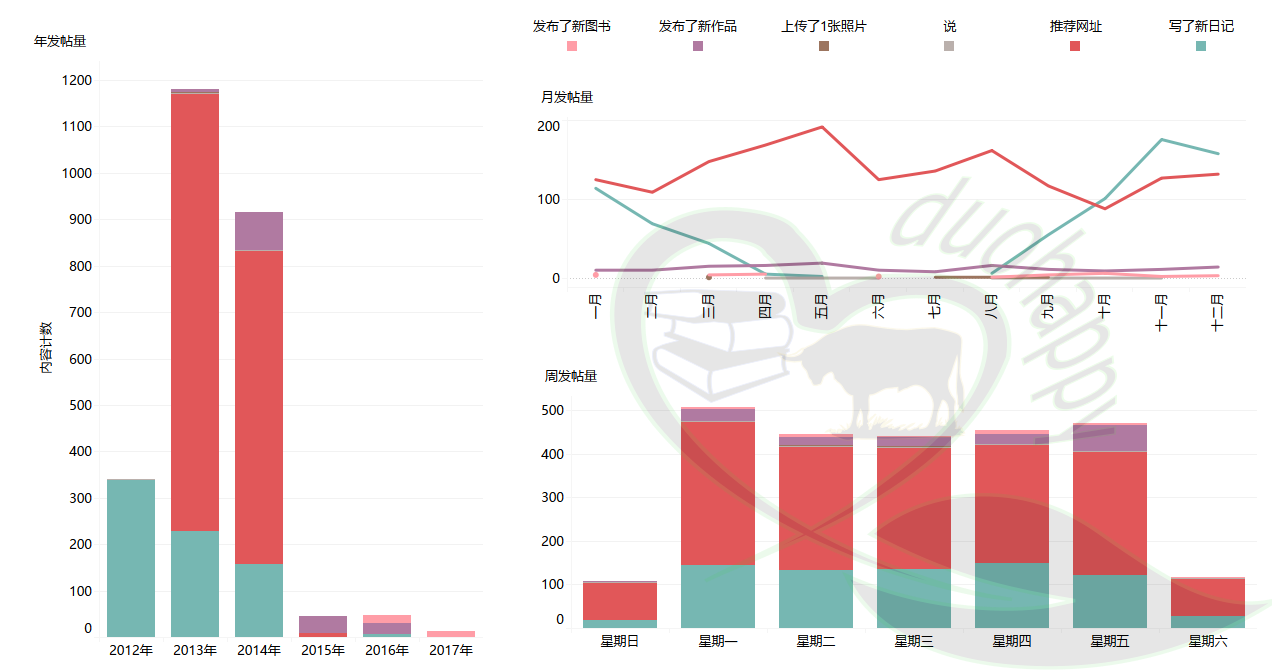 发布了新图书 发布了新作品 上传了1张照片 说 推荐网址 写了新日记
年发帖量
1200
1100
1000
900
800
700
600
500
400
300
200
100
0
内容计数
2012年 2013年 2014年 2015年 2016年 2017年
月发帖量
200
100
0
一月 二月 三月 四月 五月 六月 七月 八月 九月 十月 十一月 十二月
duhappy
周发帖量
500
400
300
200
100
0
星期日 星期一 星期二 星期三 星期四 星期五 星期六